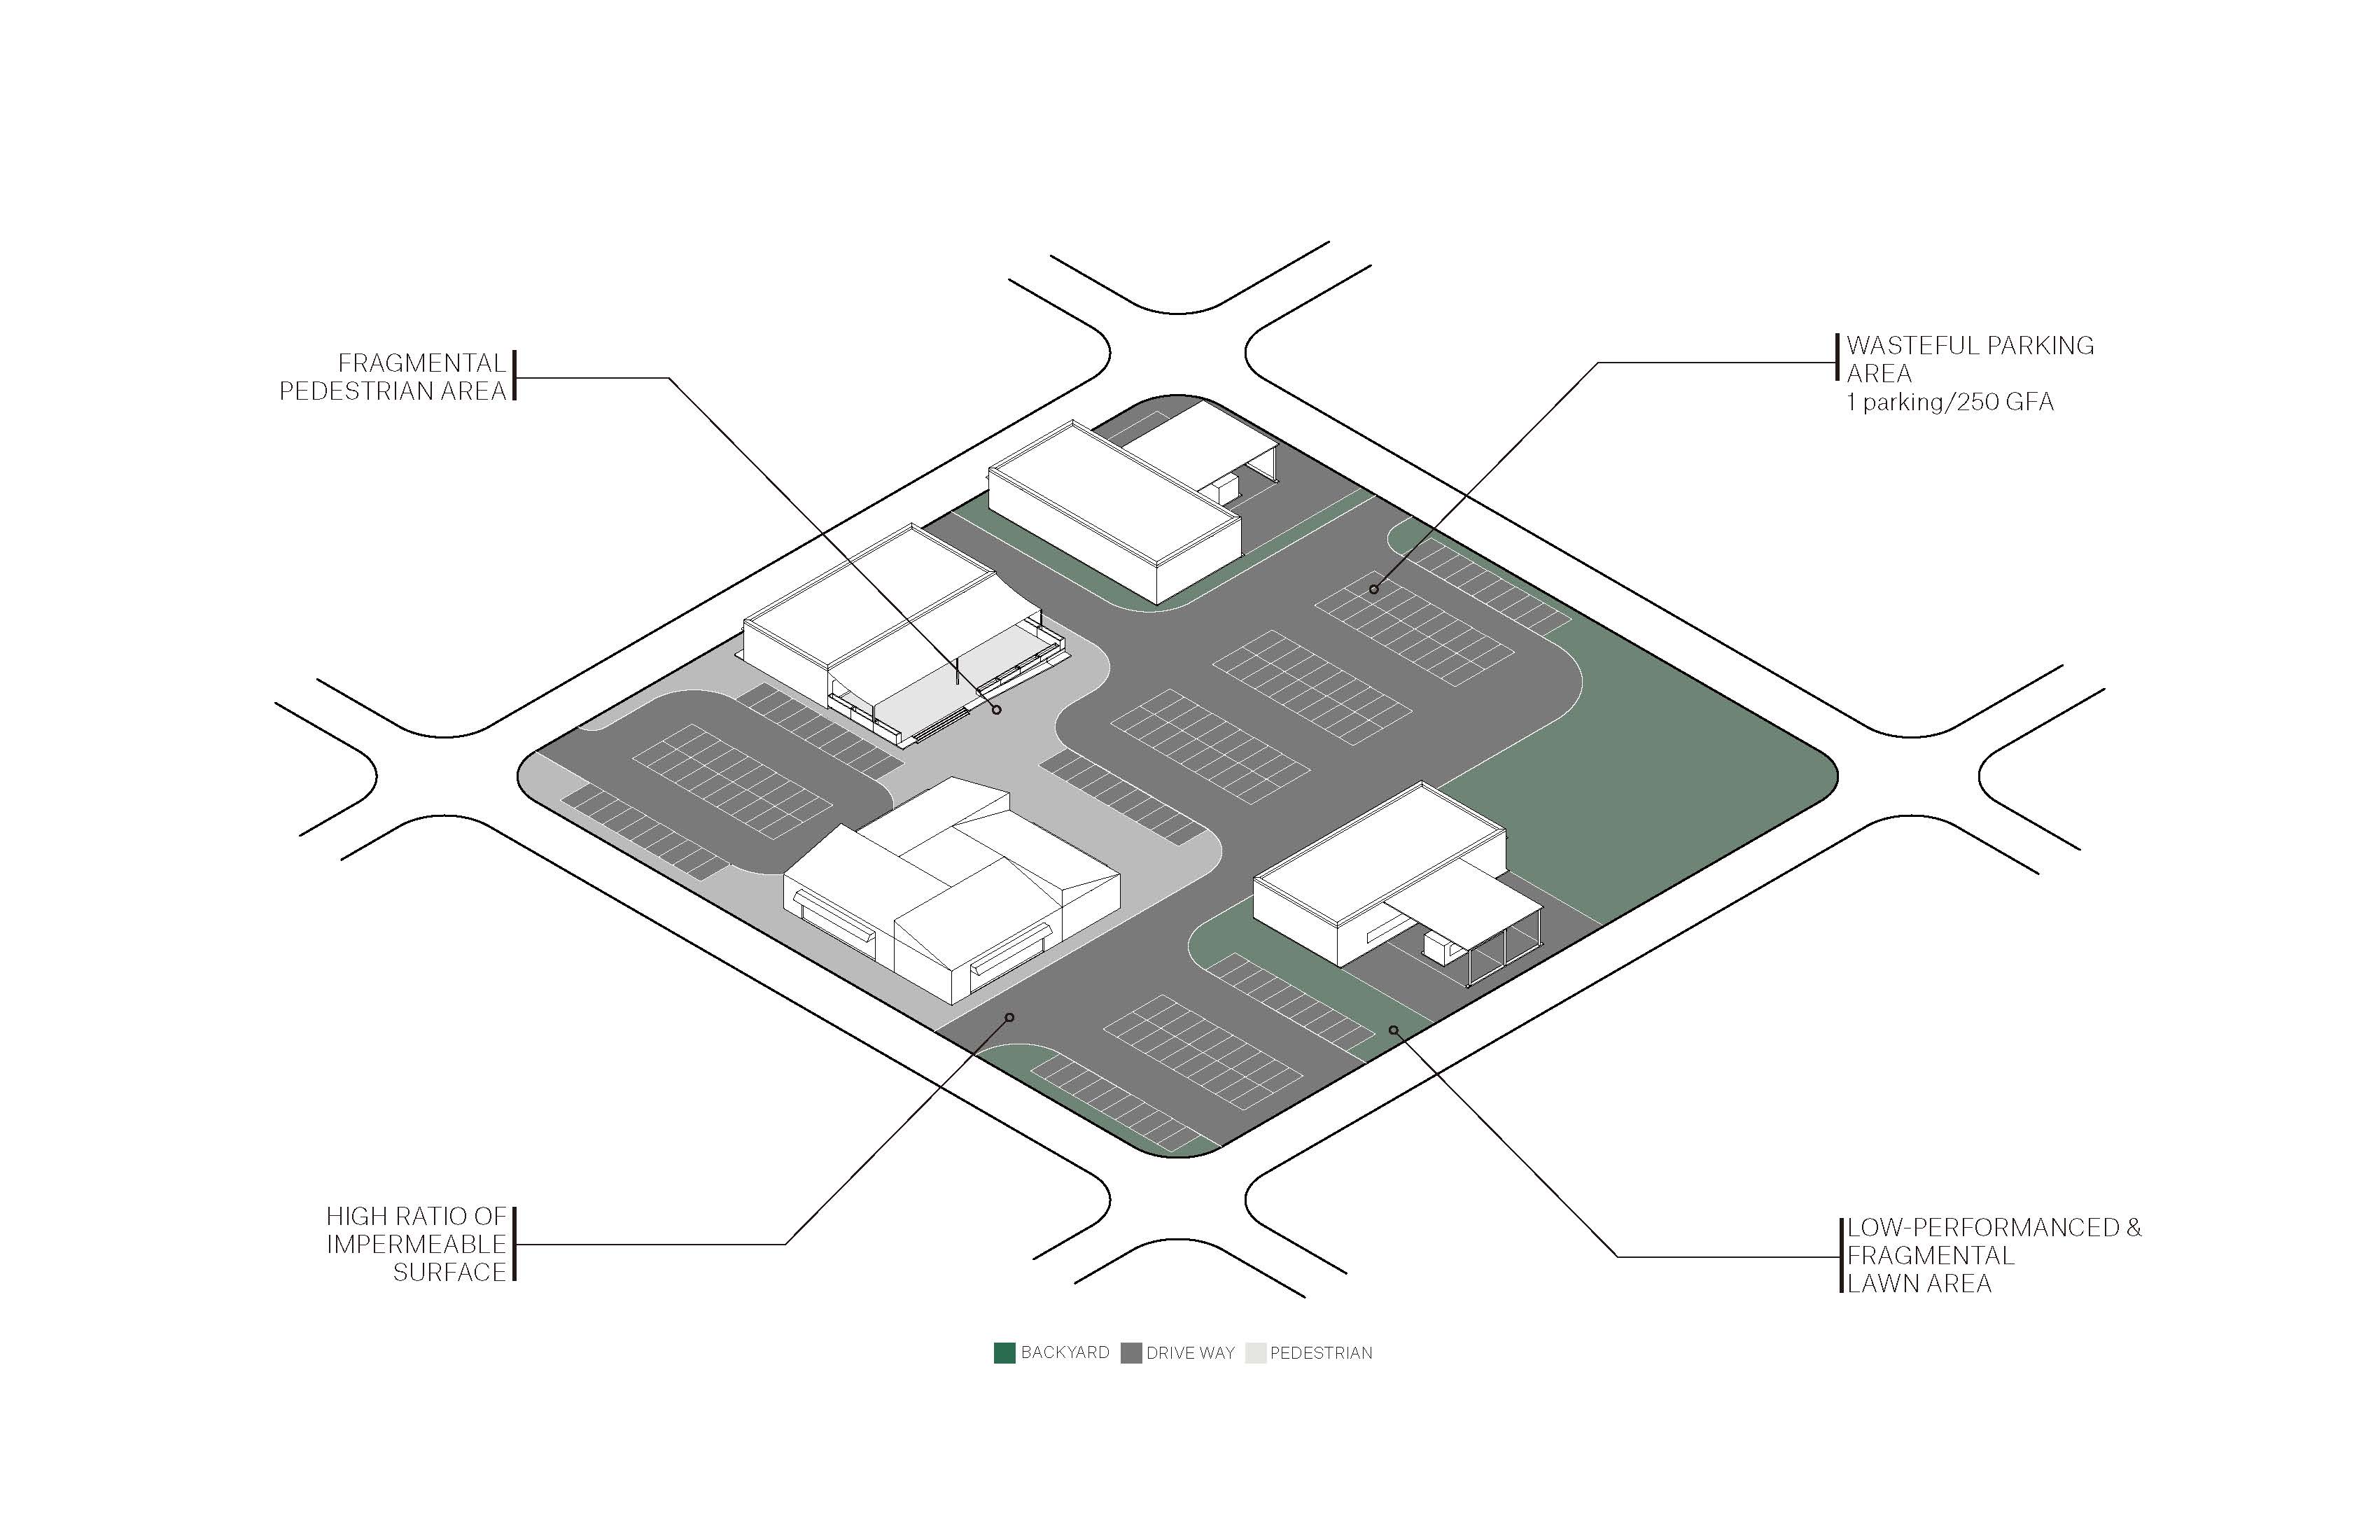 FRAGMENTAL
PEDESTRIAN AREA
WASTEFUL PARKING
AREA
1 parking/250 GFA
HIGH RATIO OF
IMPERMEABLE
SURFACE
LOW-PERFORMANCED &
FRAGMENTAL
LAWN AREA
BACKYARD DRIVE WAY PEDESTRIAN